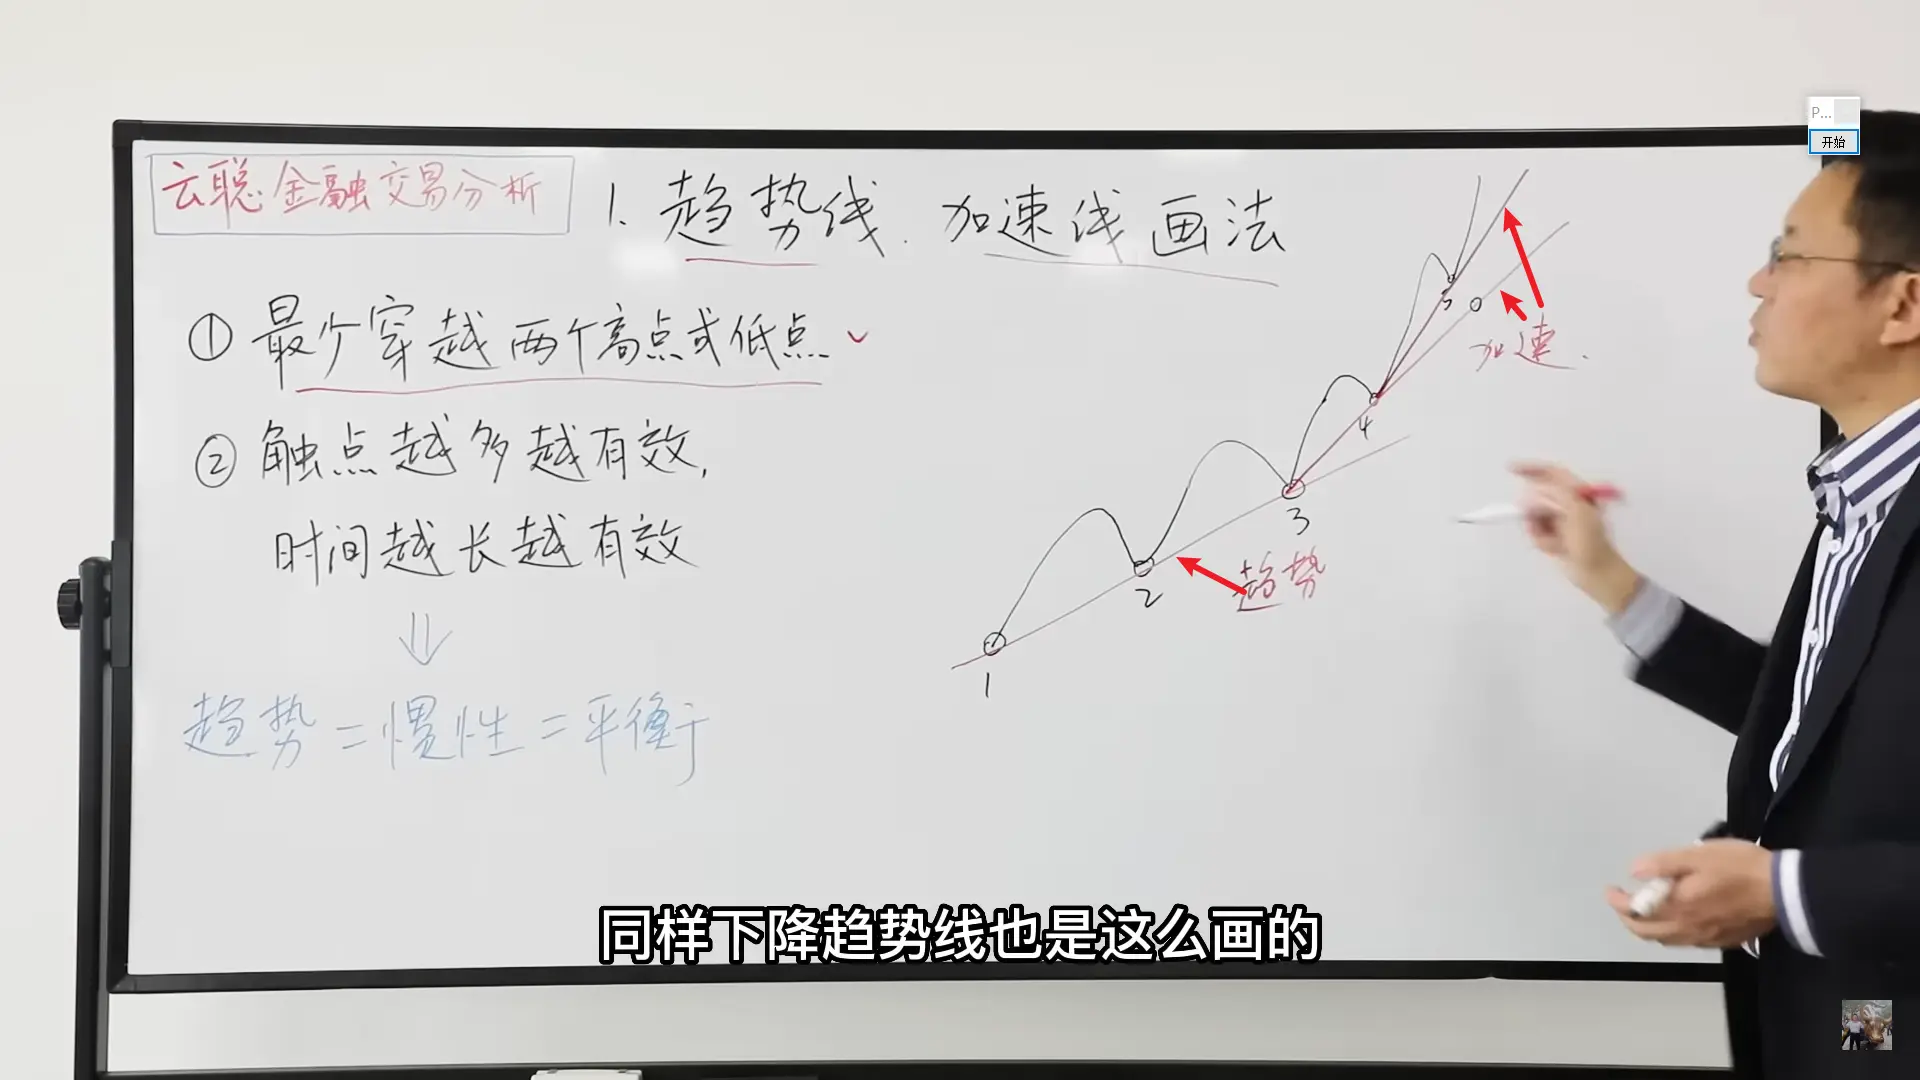 云聪金融交易分析
1. 趋势线.加速线画法
① 最少穿越两个高点或低点
② 触点越多越有效,
时间越长越有效
趋势=惯性=平衡
1
2
3
4
5
趋势
加速.
P...
开始
同样下降趋势线也是这么画的